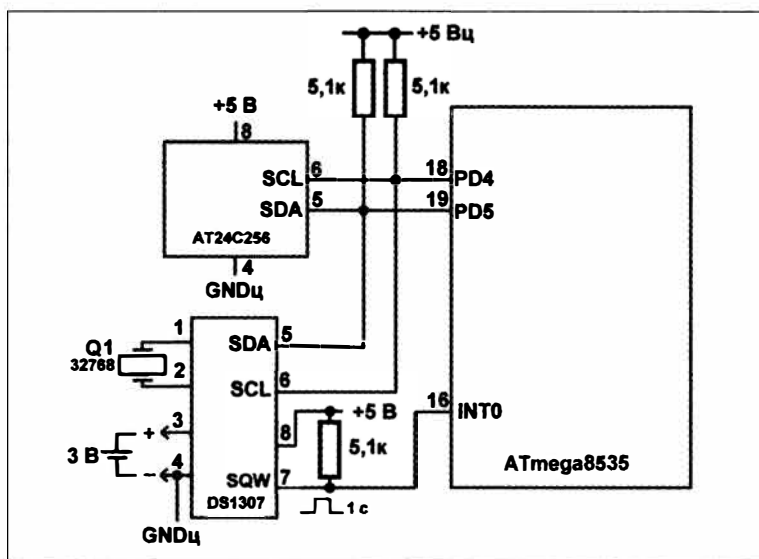 +5 Вц
5,1к
5,1к
+5 В
8
SCL
6
SDA
5
AT24C256
4
GNDц
18
PD4
19
PD5
Q1
32768
1
2
SDA
5
SCL
6
3
+
3 В
−
4
8
+5 В
5,1к
SQW
7
DS1307
1 с
GNDц
16
INT0
ATmega8535